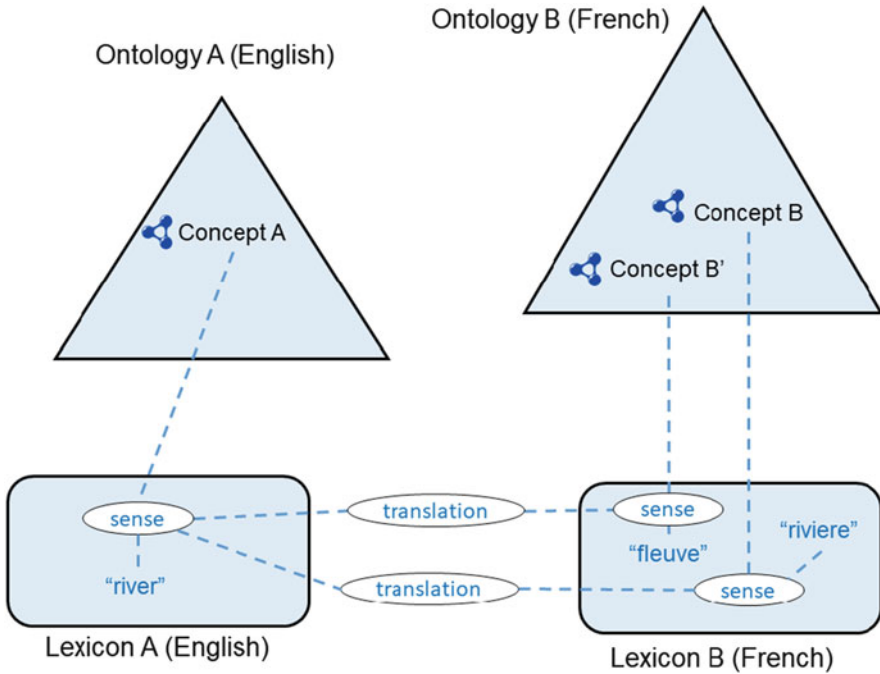 Ontology B (French)
Ontology A (English)
Concept A
Concept B
Concept B’
sense
translation
sense
“river”
“fleuve”
“riviere”
translation
sense
Lexicon A (English)
Lexicon B (French)